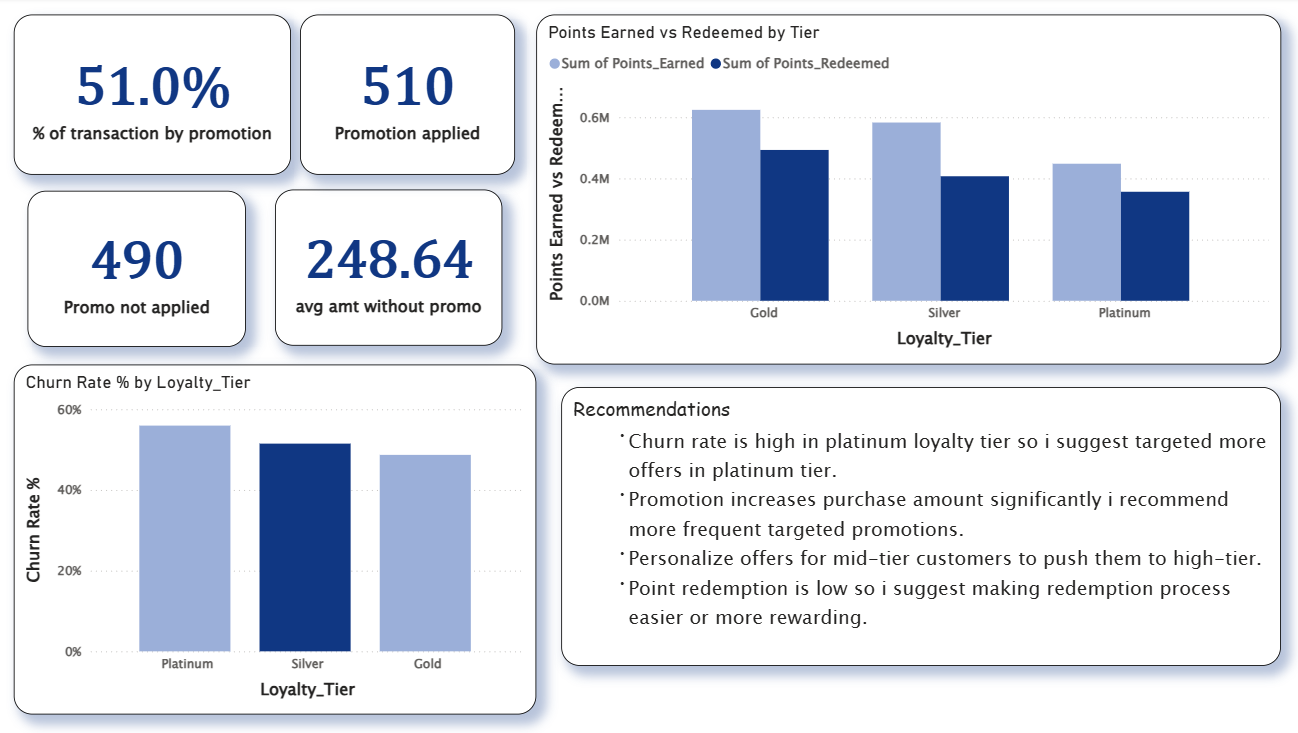 51.0%
% of transaction by promotion
510
Promotion applied
490
Promo not applied
248.64
avg amt without promo
Points Earned vs Redeemed by Tier
Sum of Points_Earned Sum of Points_Redeemed
Points Earned vs Redeem...
0.6M
0.4M
0.2M
0.0M
Gold Silver Platinum
Loyalty_Tier
Churn Rate % by Loyalty_Tier
Churn Rate %
60%
40%
20%
0%
Platinum Silver Gold
Loyalty_Tier
Recommendations
• Churn rate is high in platinum loyalty tier so i suggest targeted more
offers in platinum tier.
• Promotion increases purchase amount significantly i recommend
more frequent targeted promotions.
• Personalize offers for mid-tier customers to push them to high-tier.
• Point redemption is low so i suggest making redemption process
easier or more rewarding.